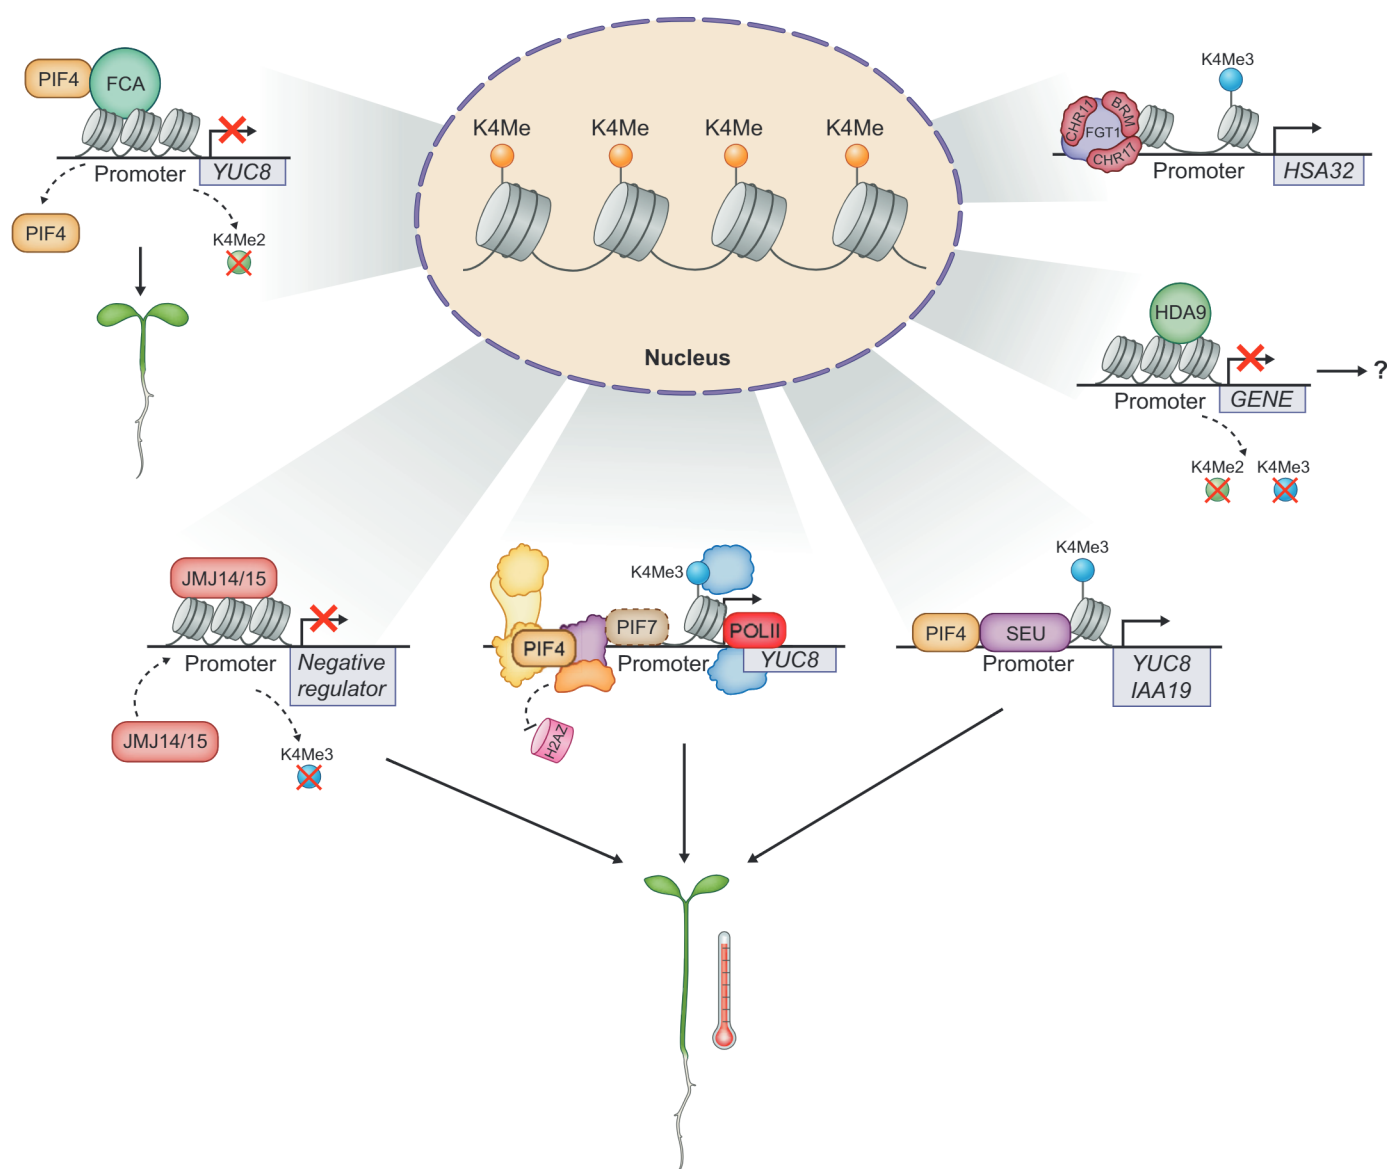 K4Me K4Me K4Me K4Me
Nucleus
PIF4 FCA
Promoter YUC8
PIF4
K4Me2
K4Me3
CHR11 BRM
FGT1
CHR17
Promoter HSA32
HDA9
Promoter GENE
?
K4Me2 K4Me3
JMJ14/15
Promoter Negative
regulator
JMJ14/15
K4Me3
K4Me3
PIF4 PIF7 POLII
Promoter YUC8
H2AZ
K4Me3
PIF4 SEU
Promoter YUC8
IAA19